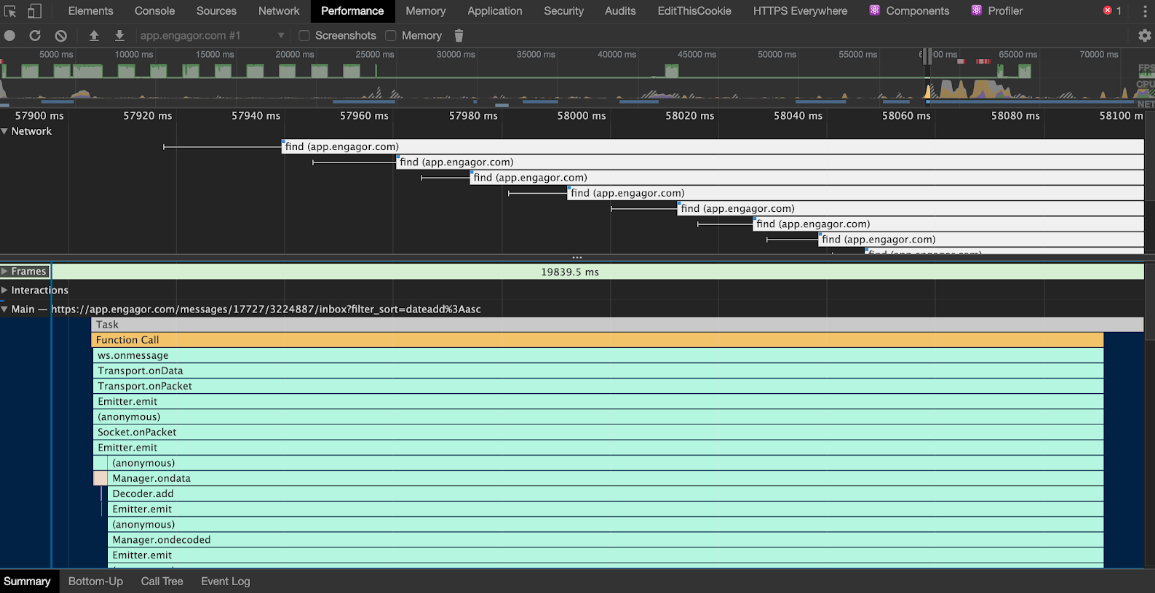 Elements Console Sources Network Performance Memory Application Security Audits EditThisCookie HTTPS Everywhere Components Profiler 1
app.engagor.com #1 Screenshots Memory
5000 ms 10000 ms 15000 ms 20000 ms 25000 ms 30000 ms 35000 ms 40000 ms 45000 ms 50000 ms 55000 ms 65000 ms 70000 ms
FPS
CPU
NET
57900 ms 57920 ms 57940 ms 57960 ms 57980 ms 58000 ms 58020 ms 58040 ms 58060 ms 58080 ms 58100 m
Network
find (app.engagor.com)
find (app.engagor.com)
find (app.engagor.com)
find (app.engagor.com)
find (app.engagor.com)
find (app.engagor.com)
find (app.engagor.com)
find (app.engagor.com)
Frames 19839.5 ms
Interactions
Main — https://app.engagor.com/messages/17727/3224887/inbox?filter_sort=dateadd%3Aasc
Task
Function Call
ws.onmessage
Transport.onData
Transport.onPacket
Emitter.emit
(anonymous)
Socket.onPacket
Emitter.emit
(anonymous)
Manager.ondata
Decoder.add
Emitter.emit
(anonymous)
Manager.ondecoded
Emitter.emit
Summary Bottom-Up Call Tree Event Log